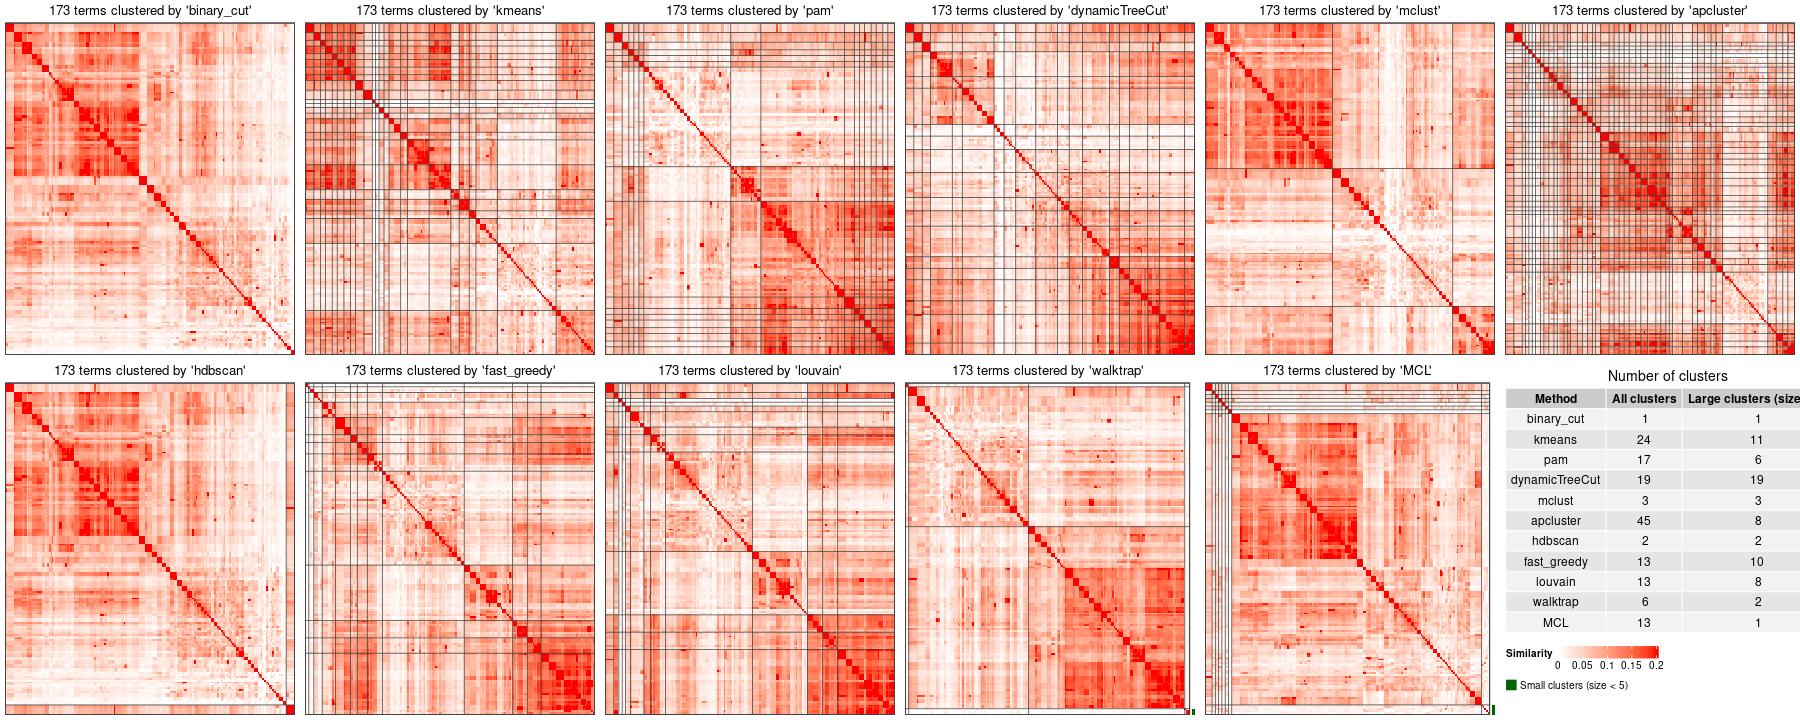 173 terms clustered by 'binary_cut'
173 terms clustered by 'kmeans'
173 terms clustered by 'pam'
173 terms clustered by 'dynamicTreeCut'
173 terms clustered by 'mclust'
173 terms clustered by 'apcluster'
173 terms clustered by 'hdbscan'
173 terms clustered by 'fast_greedy'
173 terms clustered by 'louvain'
173 terms clustered by 'walktrap'
173 terms clustered by 'MCL'
Number of clusters
Method All clusters Large clusters (size
binary_cut 1 1
kmeans 24 11
pam 17 6
dynamicTreeCut 19 19
mclust 3 3
apcluster 45 8
hdbscan 2 2
fast_greedy 13 10
louvain 13 8
walktrap 6 2
MCL 13 1
Similarity
0 0.05 0.1 0.15 0.2
Small clusters (size < 5)